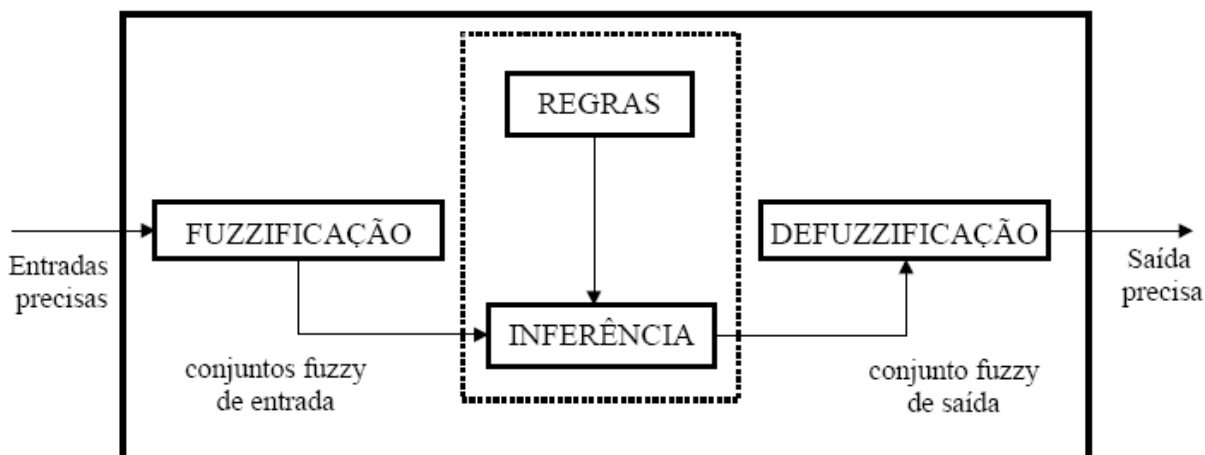 REGRAS
FUZZIFICAÇÃO
DEFUZZIFICAÇÃO
Entradas
precisas
Saída
precisa
INFERÊNCIA
conjuntos fuzzy
de entrada
conjunto fuzzy
de saída